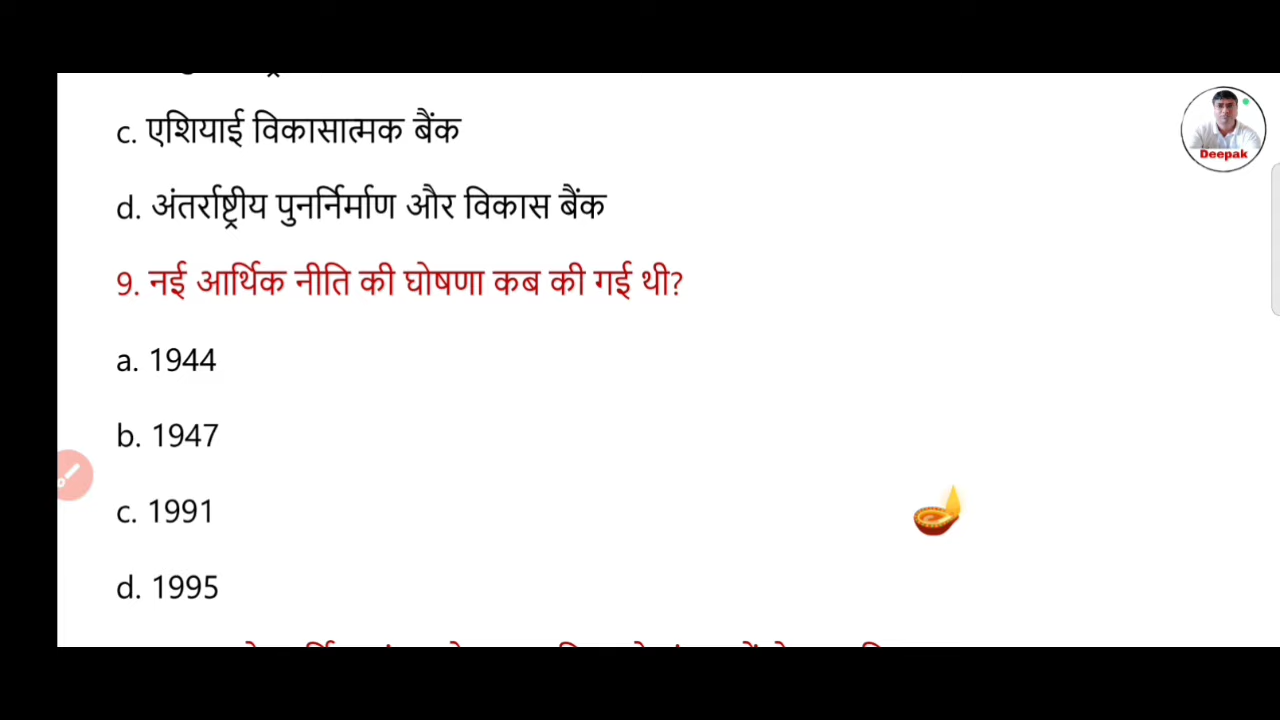 c. एशियाई विकासात्मक बैंक
Deepak
d. अंतर्राष्ट्रीय पुनर्निर्माण और विकास बैंक
9. नई आर्थिक नीति की घोषणा कब की गई थी?
a. 1944
b. 1947
c. 1991
d. 1995